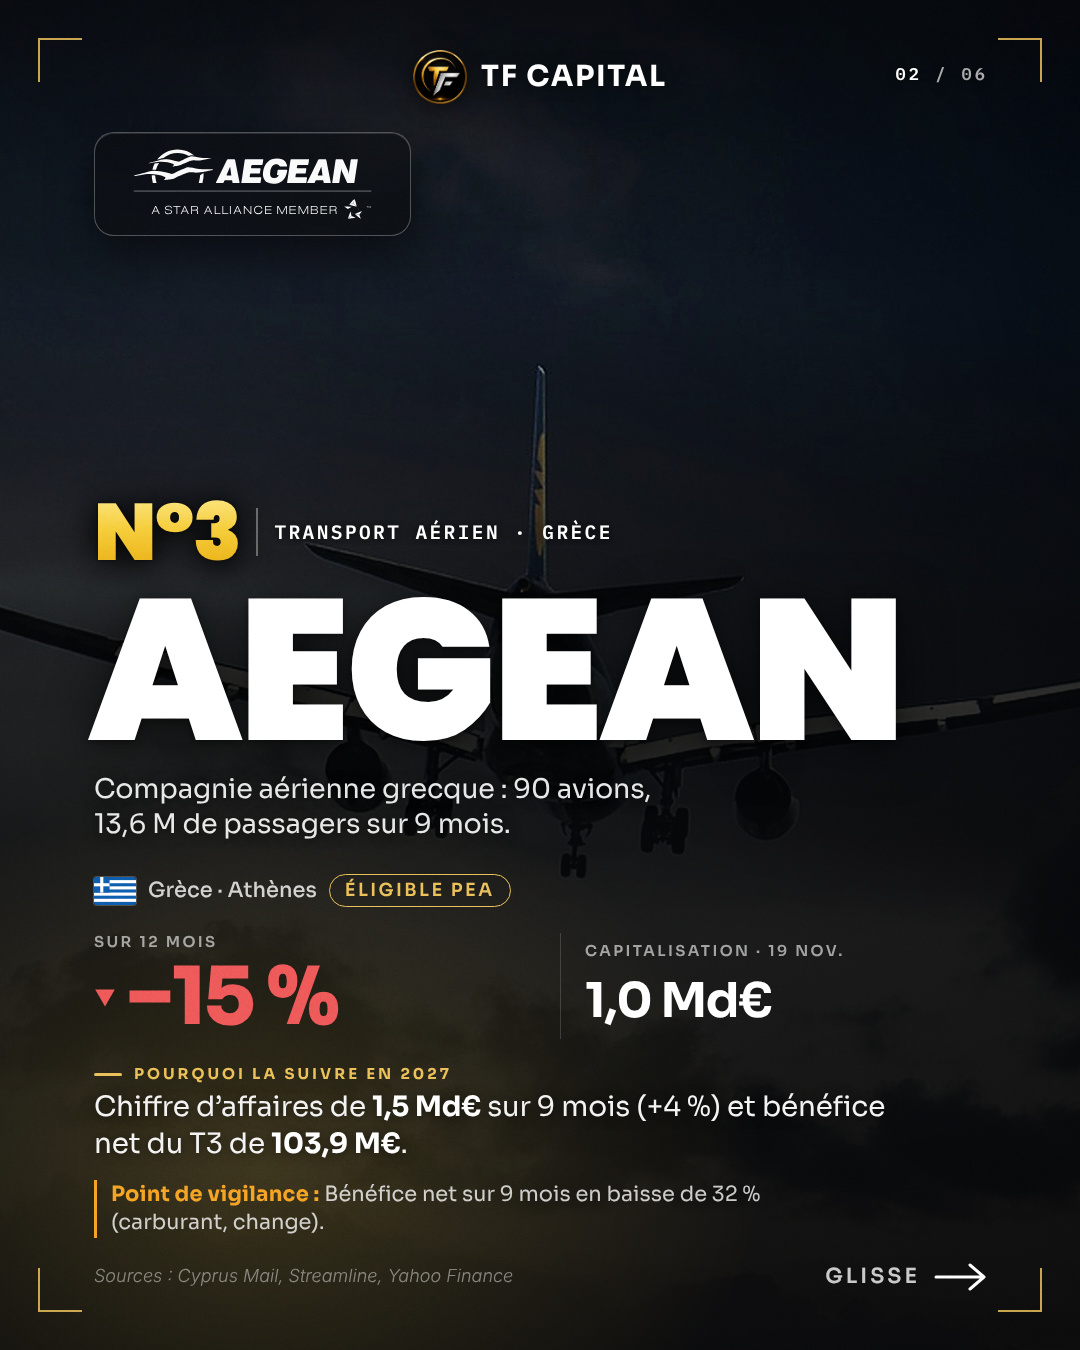 TF CAPITAL
02 / 06
AEGEAN
A STAR ALLIANCE MEMBER ™
Nº3
TRANSPORT AÉRIEN · GRÈCE
AEGEAN
Compagnie aérienne grecque : 90 avions,
13,6 M de passagers sur 9 mois.
Grèce · Athènes
ÉLIGIBLE PEA
SUR 12 MOIS
▼ −15 %
CAPITALISATION · 19 NOV.
1,0 Md€
POURQUOI LA SUIVRE EN 2027
Chiffre d’affaires de 1,5 Md€ sur 9 mois (+4 %) et bénéfice
net du T3 de 103,9 M€.
Point de vigilance : Bénéfice net sur 9 mois en baisse de 32 %
(carburant, change).
Sources : Cyprus Mail, Streamline, Yahoo Finance
GLISSE →